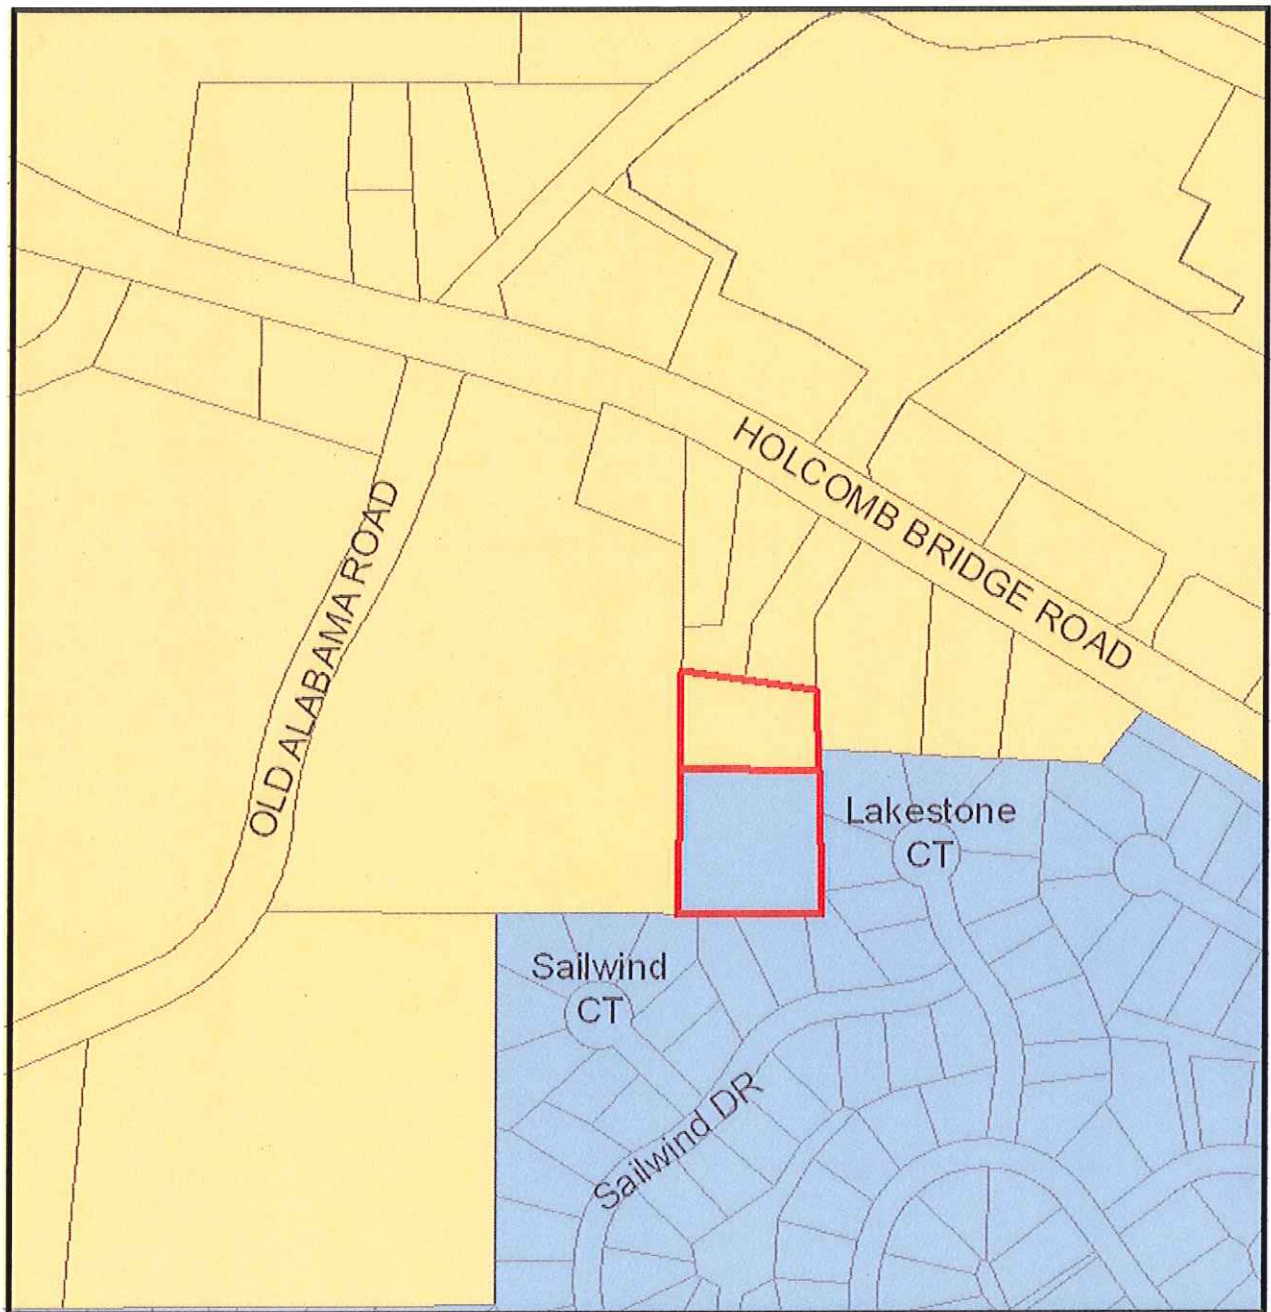 HOLCOMB BRIDGE ROAD
OLD ALABAMA ROAD
Lakestone
CT
Sailwind
CT
Sailwind DR